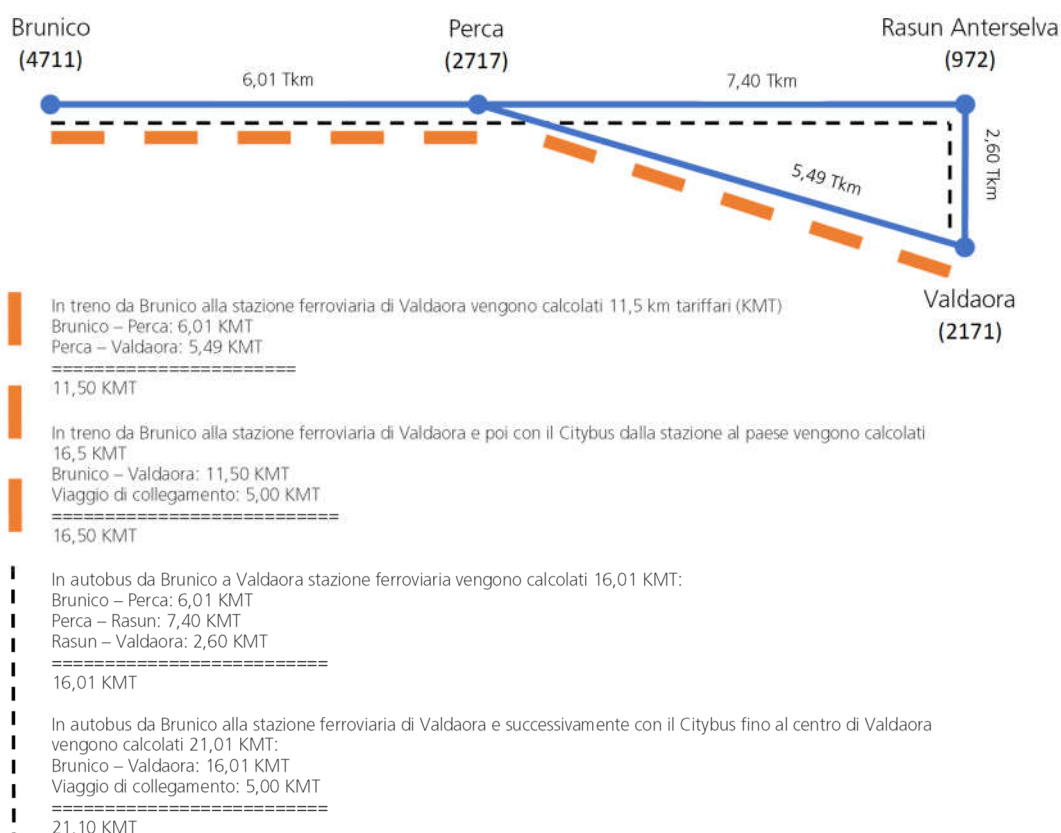 Brunico
(4711)
Perca
(2717)
Rasun Anterselva
(972)
6,01 Tkm
7,40 Tkm
2,60 Tkm
5,49 Tkm
Valdaora
(2171)
In treno da Brunico alla stazione ferroviaria di Valdaora vengono calcolati 11,5 km tariffari (KMT)
Brunico – Perca: 6,01 KMT
Perca – Valdaora: 5,49 KMT
=======================
11,50 KMT
In treno da Brunico alla stazione ferroviaria di Valdaora e poi con il Citybus dalla stazione al paese vengono calcolati
16,5 KMT
Brunico – Valdaora: 11,50 KMT
Viaggio di collegamento: 5,00 KMT
===========================
16,50 KMT
In autobus da Brunico a Valdaora stazione ferroviaria vengono calcolati 16,01 KMT:
Brunico – Perca: 6,01 KMT
Perca – Rasun: 7,40 KMT
Rasun – Valdaora: 2,60 KMT
==========================
16,01 KMT
In autobus da Brunico alla stazione ferroviaria di Valdaora e successivamente con il Citybus fino al centro di Valdaora
vengono calcolati 21,01 KMT:
Brunico – Valdaora: 16,01 KMT
Viaggio di collegamento: 5,00 KMT
==========================
21,10 KMT